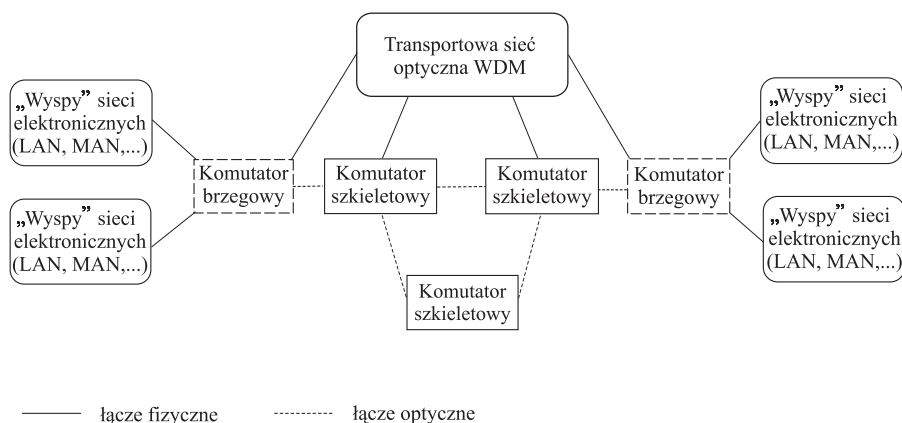 Transportowa sieć
optyczna WDM
„Wyspy” sieci
elektronicznych
(LAN, MAN,...)
„Wyspy” sieci
elektronicznych
(LAN, MAN,...)
Komutator
brzegowy
Komutator
szkieletowy
Komutator
szkieletowy
Komutator
brzegowy
„Wyspy” sieci
elektronicznych
(LAN, MAN,...)
„Wyspy” sieci
elektronicznych
(LAN, MAN,...)
Komutator
szkieletowy
łącze fizyczne
łącze optyczne